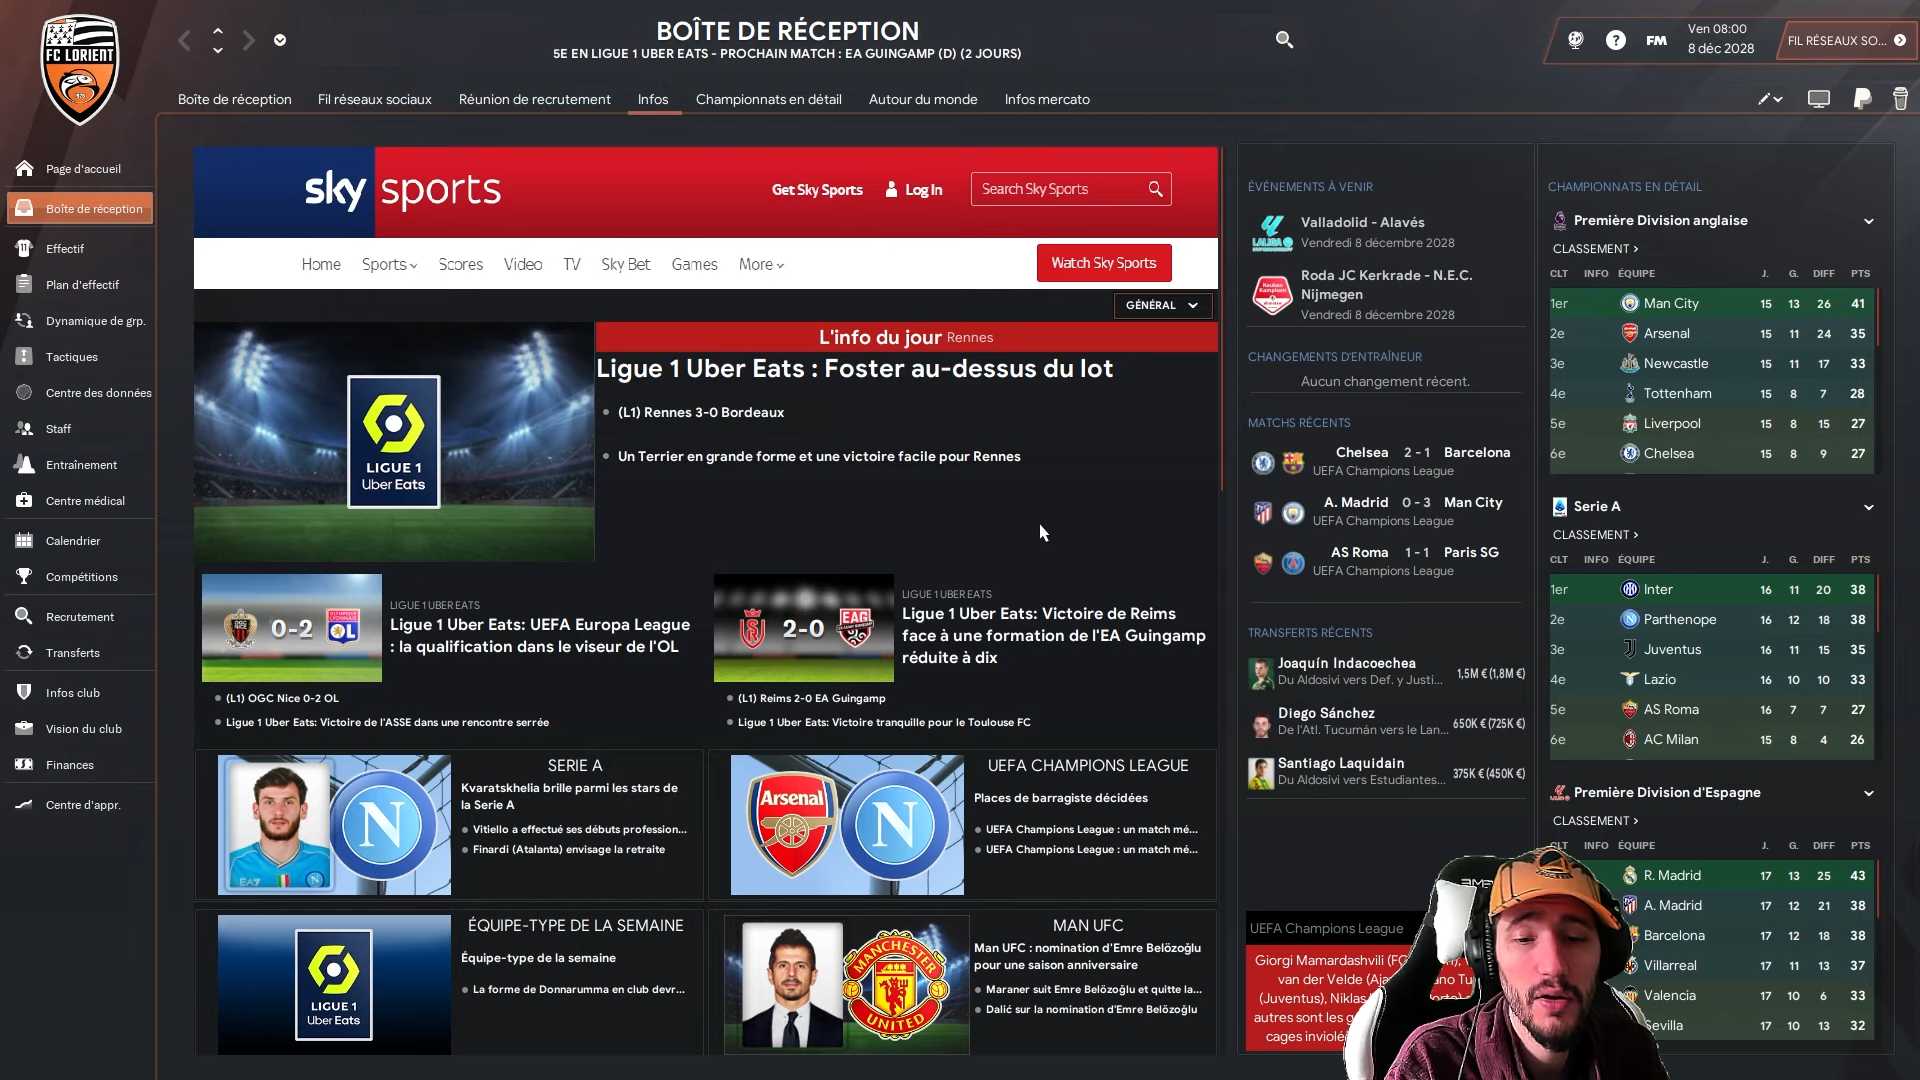 FC LORIENT
BOÎTE DE RÉCEPTION
5E EN LIGUE 1 UBER EATS - PROCHAIN MATCH : EA GUINGAMP (D) (2 JOURS)
?
FM
Ven 08:00
8 déc 2028
FIL RÉSEAUX SO...
Boîte de réception
Fil réseaux sociaux
Réunion de recrutement
Infos
Championnats en détail
Autour du monde
Infos mercato
Page d'accueil
Boîte de réception
Effectif
Plan d'effectif
Dynamique de grp.
Tactiques
Centre des données
Staff
Entraînement
Centre médical
Calendrier
Compétitions
Recrutement
Transferts
Infos club
Vision du club
Finances
Centre d'appr.
sky sports
Get Sky Sports
Log In
Search Sky Sports
Home Sports Scores Video TV Sky Bet Games More
Watch Sky Sports
GÉNÉRAL
LIGUE 1
Uber Eats
L'info du jour Rennes
Ligue 1 Uber Eats : Foster au-dessus du lot
(L1) Rennes 3-0 Bordeaux
Un Terrier en grande forme et une victoire facile pour Rennes
0-2
LIGUE 1 UBER EATS
Ligue 1 Uber Eats: UEFA Europa League
: la qualification dans le viseur de l'OL
(L1) OGC Nice 0-2 OL
Ligue 1 Uber Eats: Victoire de l'ASSE dans une rencontre serrée
2-0
LIGUE 1 UBER EATS
Ligue 1 Uber Eats: Victoire de Reims
face à une formation de l'EA Guingamp
réduite à dix
(L1) Reims 2-0 EA Guingamp
Ligue 1 Uber Eats: Victoire tranquille pour le Toulouse FC
SERIE A
Kvaratskhelia brille parmi les stars de
la Serie A
Vitiello a effectué ses débuts profession...
Finardi (Atalanta) envisage la retraite
Arsenal
UEFA CHAMPIONS LEAGUE
Places de barragiste décidées
UEFA Champions League : un match mé...
UEFA Champions League : un match mé...
LIGUE 1
Uber Eats
ÉQUIPE-TYPE DE LA SEMAINE
Équipe-type de la semaine
La forme de Donnarumma en club devr...
MANCHESTER
UNITED
MAN UFC
Man UFC : nomination d'Emre Belözoğlu
pour une saison anniversaire
Maraner suit Emre Belözoğlu et quitte la...
Dalić sur la nomination d'Emre Belözoğlu
ÉVÉNEMENTS À VENIR
LALIGA
Valladolid - Alavés
Vendredi 8 décembre 2028
Roda JC Kerkrade - N.E.C.
Nijmegen
Vendredi 8 décembre 2028
CHANGEMENTS D'ENTRAÎNEUR
Aucun changement récent.
MATCHS RÉCENTS
Chelsea 2 - 1 Barcelona
UEFA Champions League
A. Madrid 0 - 3 Man City
UEFA Champions League
AS Roma 1 - 1 Paris SG
UEFA Champions League
TRANSFERTS RÉCENTS
Joaquín Indacoechea
Du Aldosivi vers Def. y Justi...
1,5M € (1,8M €)
Diego Sánchez
De l'Atl. Tucumán vers le Lan...
650K € (725K €)
Santiago Laquidain
Du Aldosivi vers Estudiantes...
375K € (450K €)
UEFA Champions League
Giorgi Mamardashvili (FC
van der Velde (Aja
(Juventus), Niklas
autres sont les g
cages inviolé
CHAMPIONNATS EN DÉTAIL
Première Division anglaise
CLASSEMENT >
CLT INFO ÉQUIPE J. G. DIFF PTS
1er Man City 15 13 26 41
2e Arsenal 15 11 24 35
3e Newcastle 15 11 17 33
4e Tottenham 15 8 7 28
5e Liverpool 15 8 15 27
6e Chelsea 15 8 9 27
Serie A
CLASSEMENT >
CLT INFO ÉQUIPE J. G. DIFF PTS
1er Inter 16 11 20 38
2e Parthenope 16 12 18 38
3e Juventus 16 11 15 35
4e Lazio 16 10 10 33
5e AS Roma 16 7 7 27
6e AC Milan 15 8 4 26
Première Division d'Espagne
CLASSEMENT >
CLT INFO ÉQUIPE J. G. DIFF PTS
R. Madrid 17 13 25 43
A. Madrid 17 12 21 38
Barcelona 17 12 18 38
Villarreal 17 11 13 37
Valencia 17 10 6 33
Sevilla 17 10 13 32